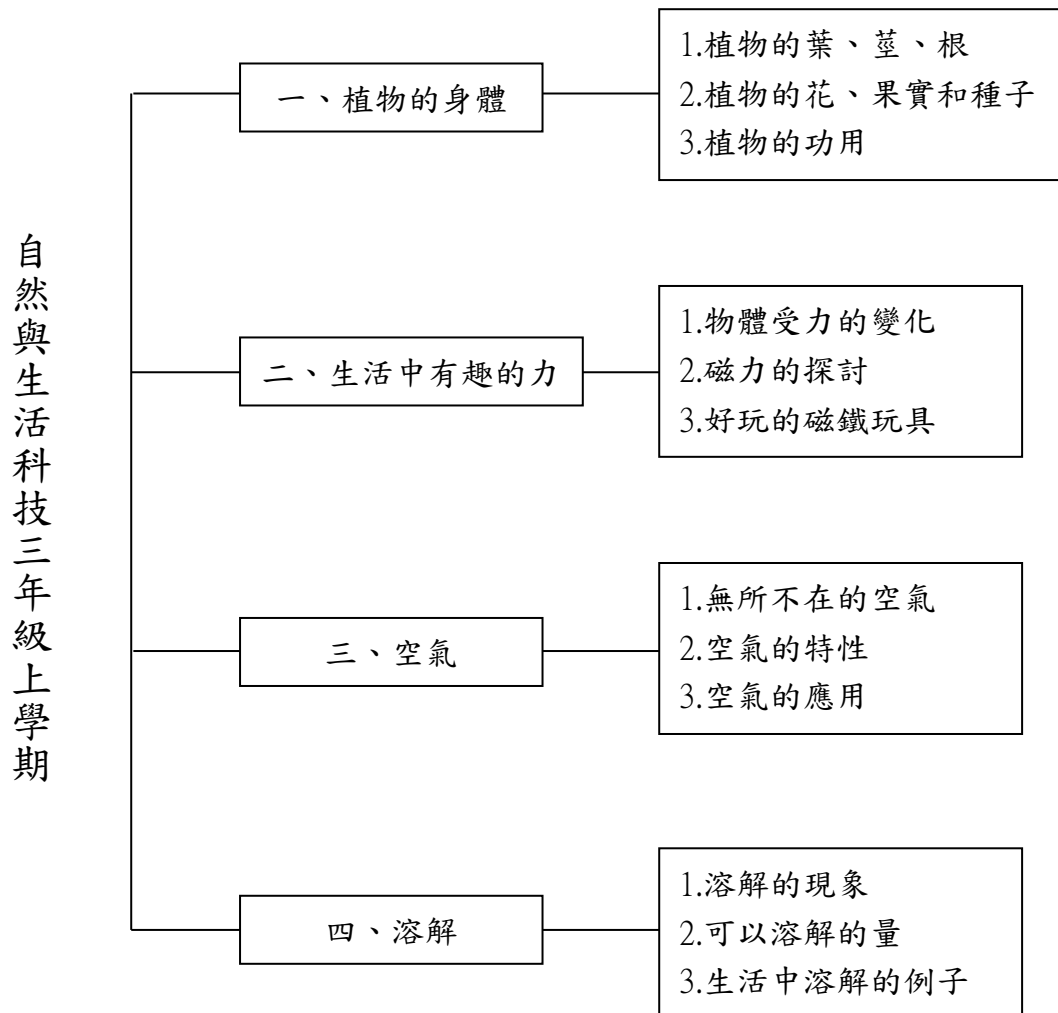 自然與生活科技三年級上學期
一、植物的身體
1.植物的葉、莖、根
2.植物的花、果實和種子
3.植物的功用
二、生活中有趣的力
1.物體受力的變化
2.磁力的探討
3.好玩的磁鐵玩具
三、空氣
1.無所不在的空氣
2.空氣的特性
3.空氣的應用
四、溶解
1.溶解的現象
2.可以溶解的量
3.生活中溶解的例子